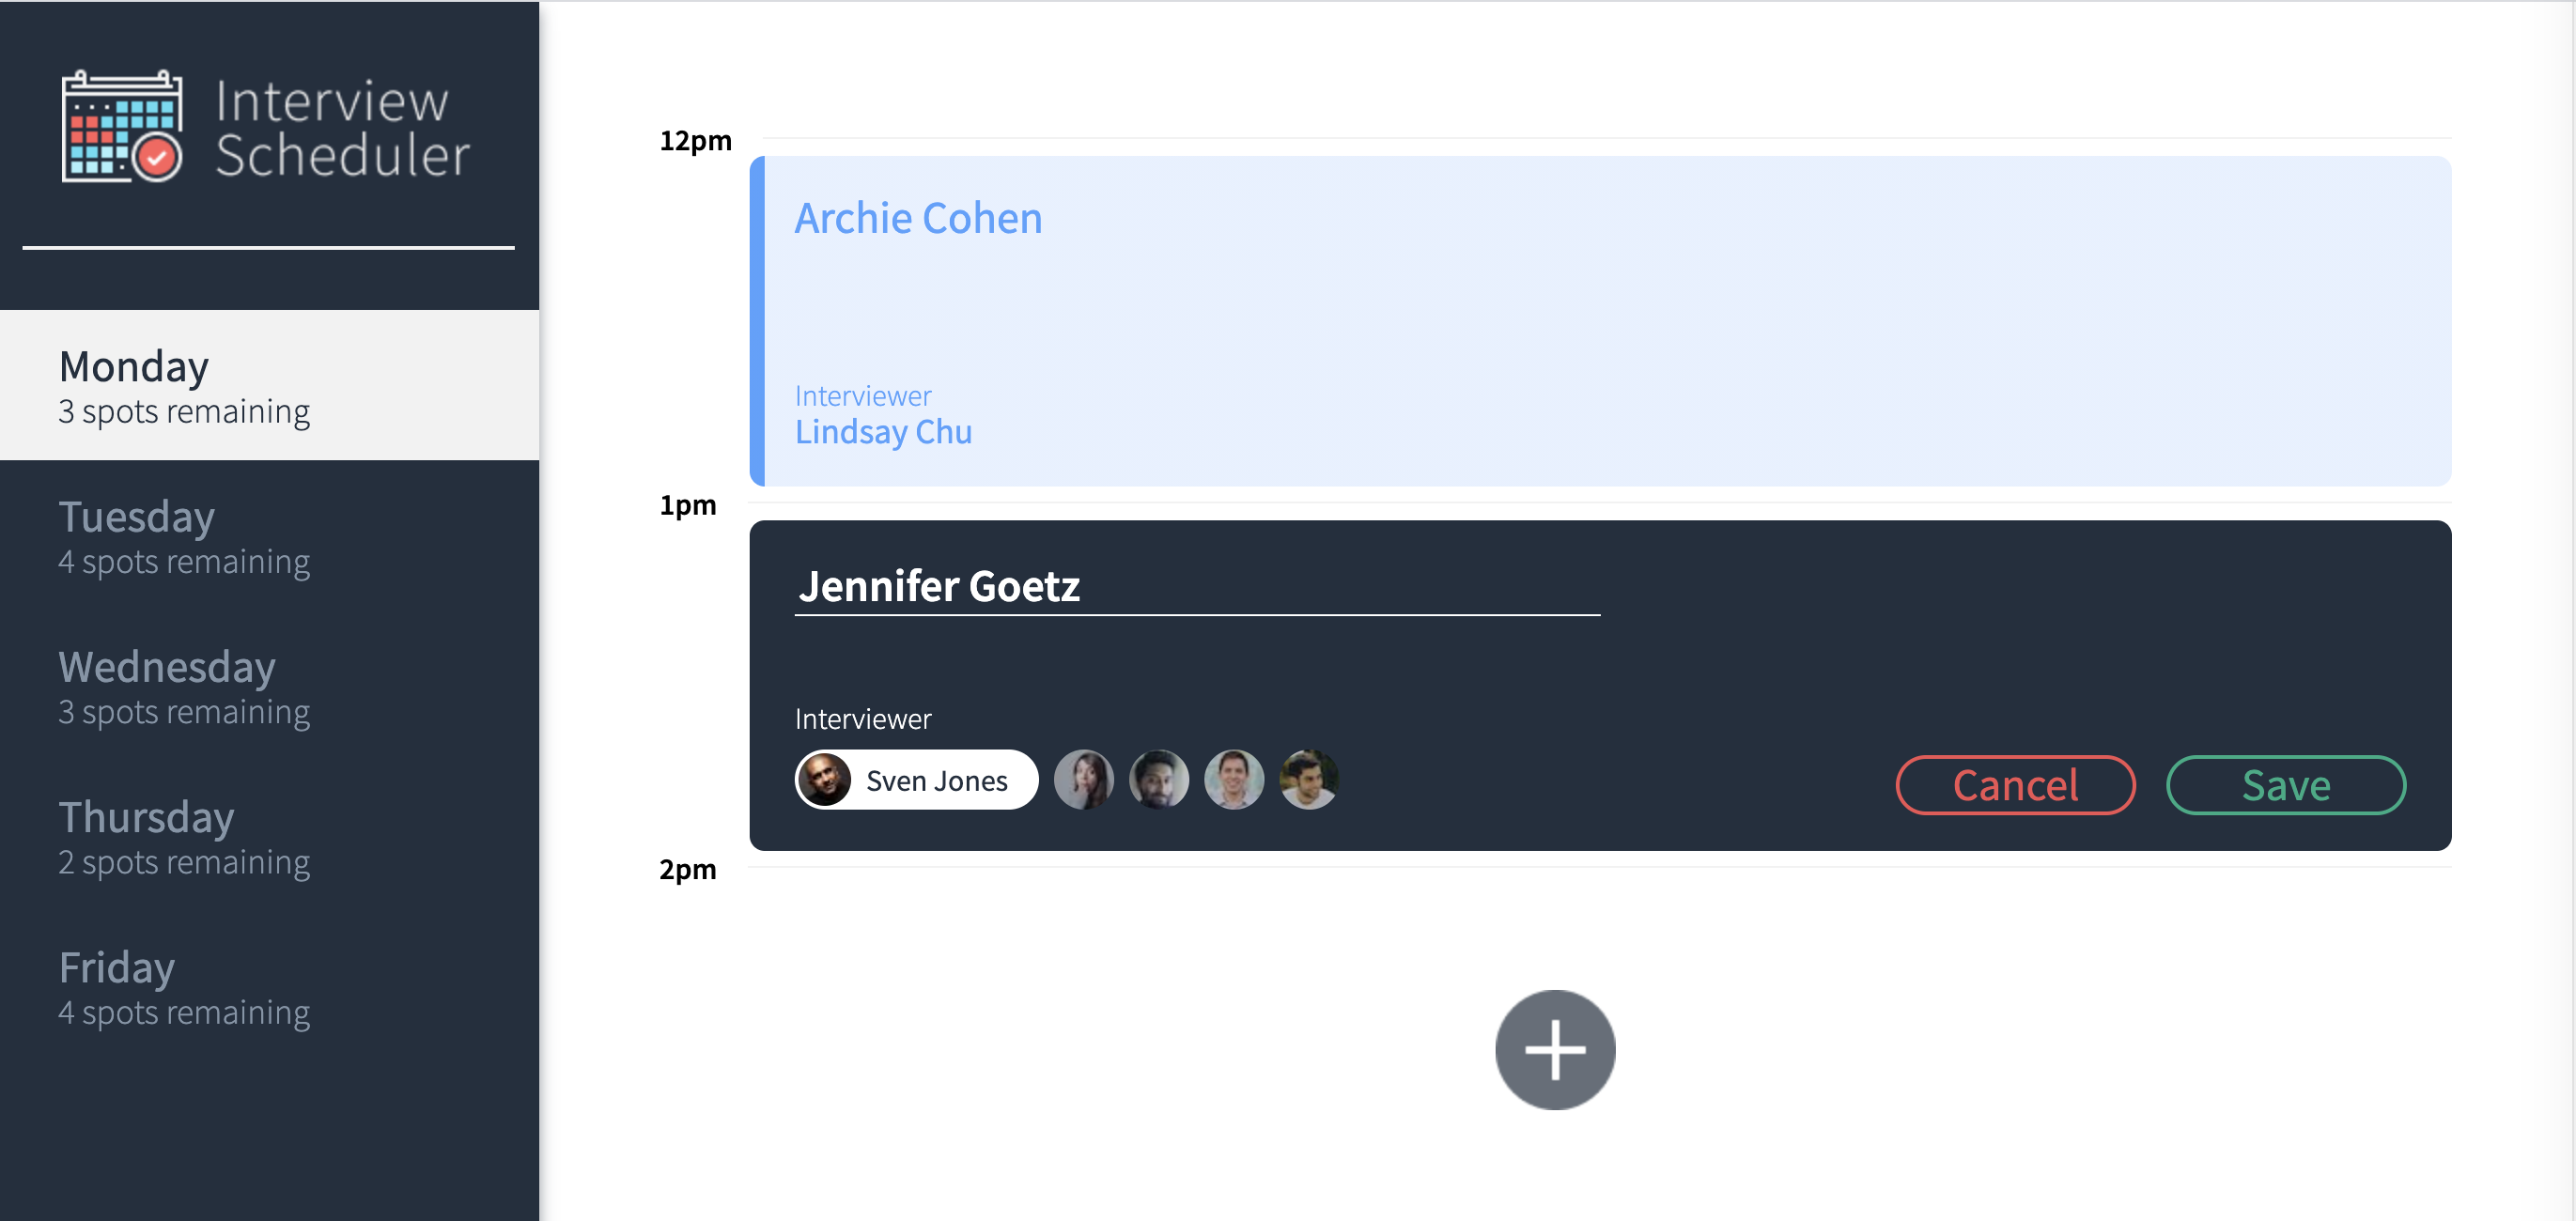 Interview
Scheduler
Monday
3 spots remaining
Tuesday
4 spots remaining
Wednesday
3 spots remaining
Thursday
2 spots remaining
Friday
4 spots remaining
12pm
Archie Cohen
Interviewer
Lindsay Chu
1pm
Jennifer Goetz
Interviewer
Sven Jones
Cancel
Save
2pm